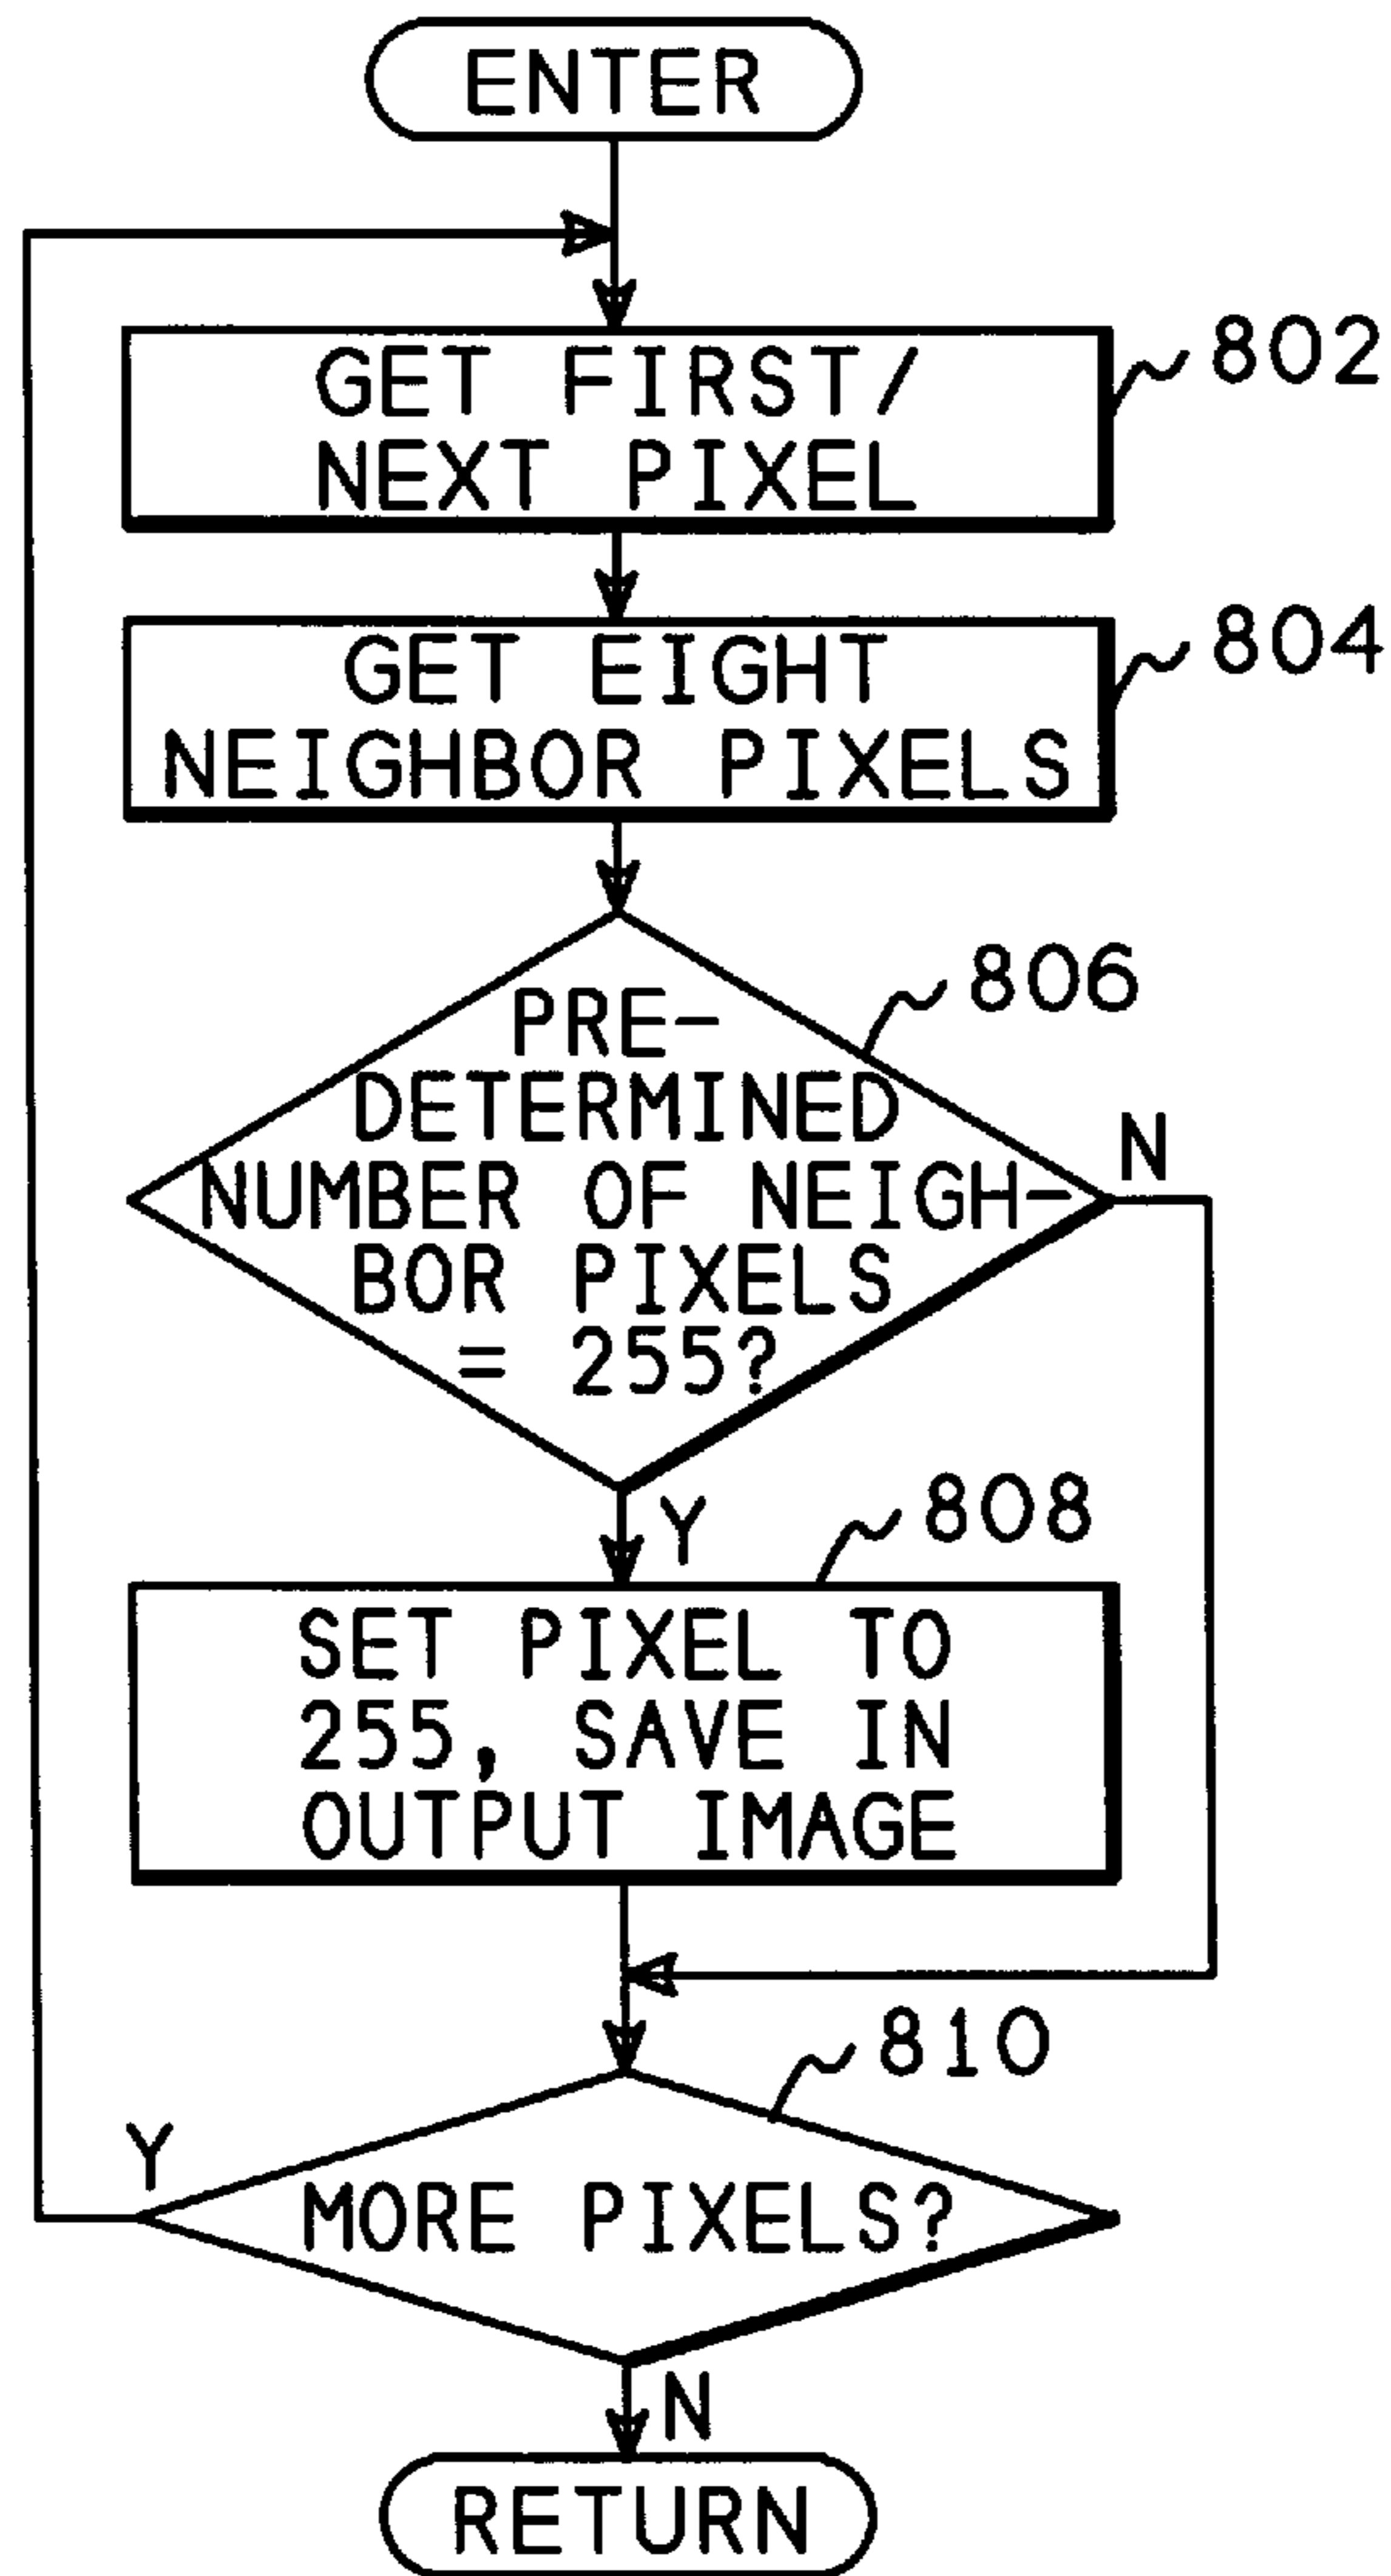 ENTER
GET FIRST/
NEXT PIXEL
802
GET EIGHT
NEIGHBOR PIXELS
804
PRE-
DETERMINED
NUMBER OF NEIGH-
BOR PIXELS
= 255?
806
N
Y
808
SET PIXEL TO
255, SAVE IN
OUTPUT IMAGE
810
Y
MORE PIXELS?
N
RETURN